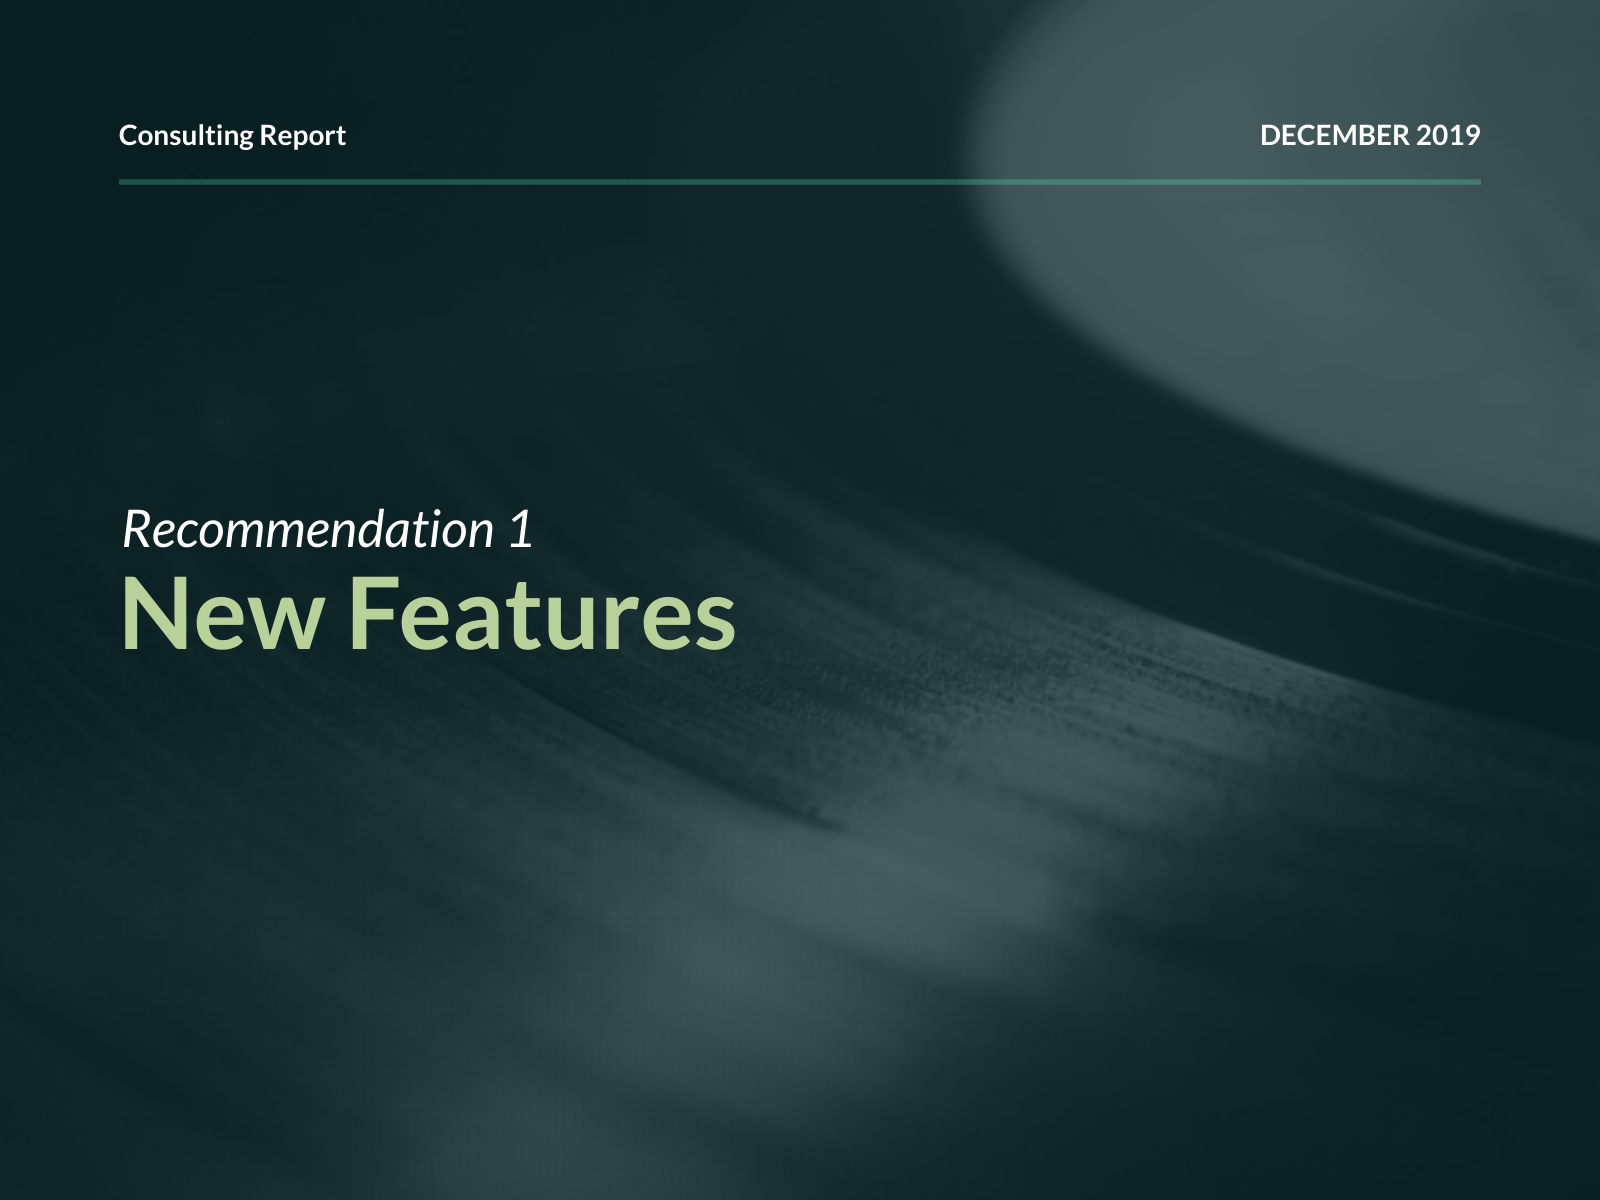 Consulting Report
DECEMBER 2019
Recommendation 1
New Features